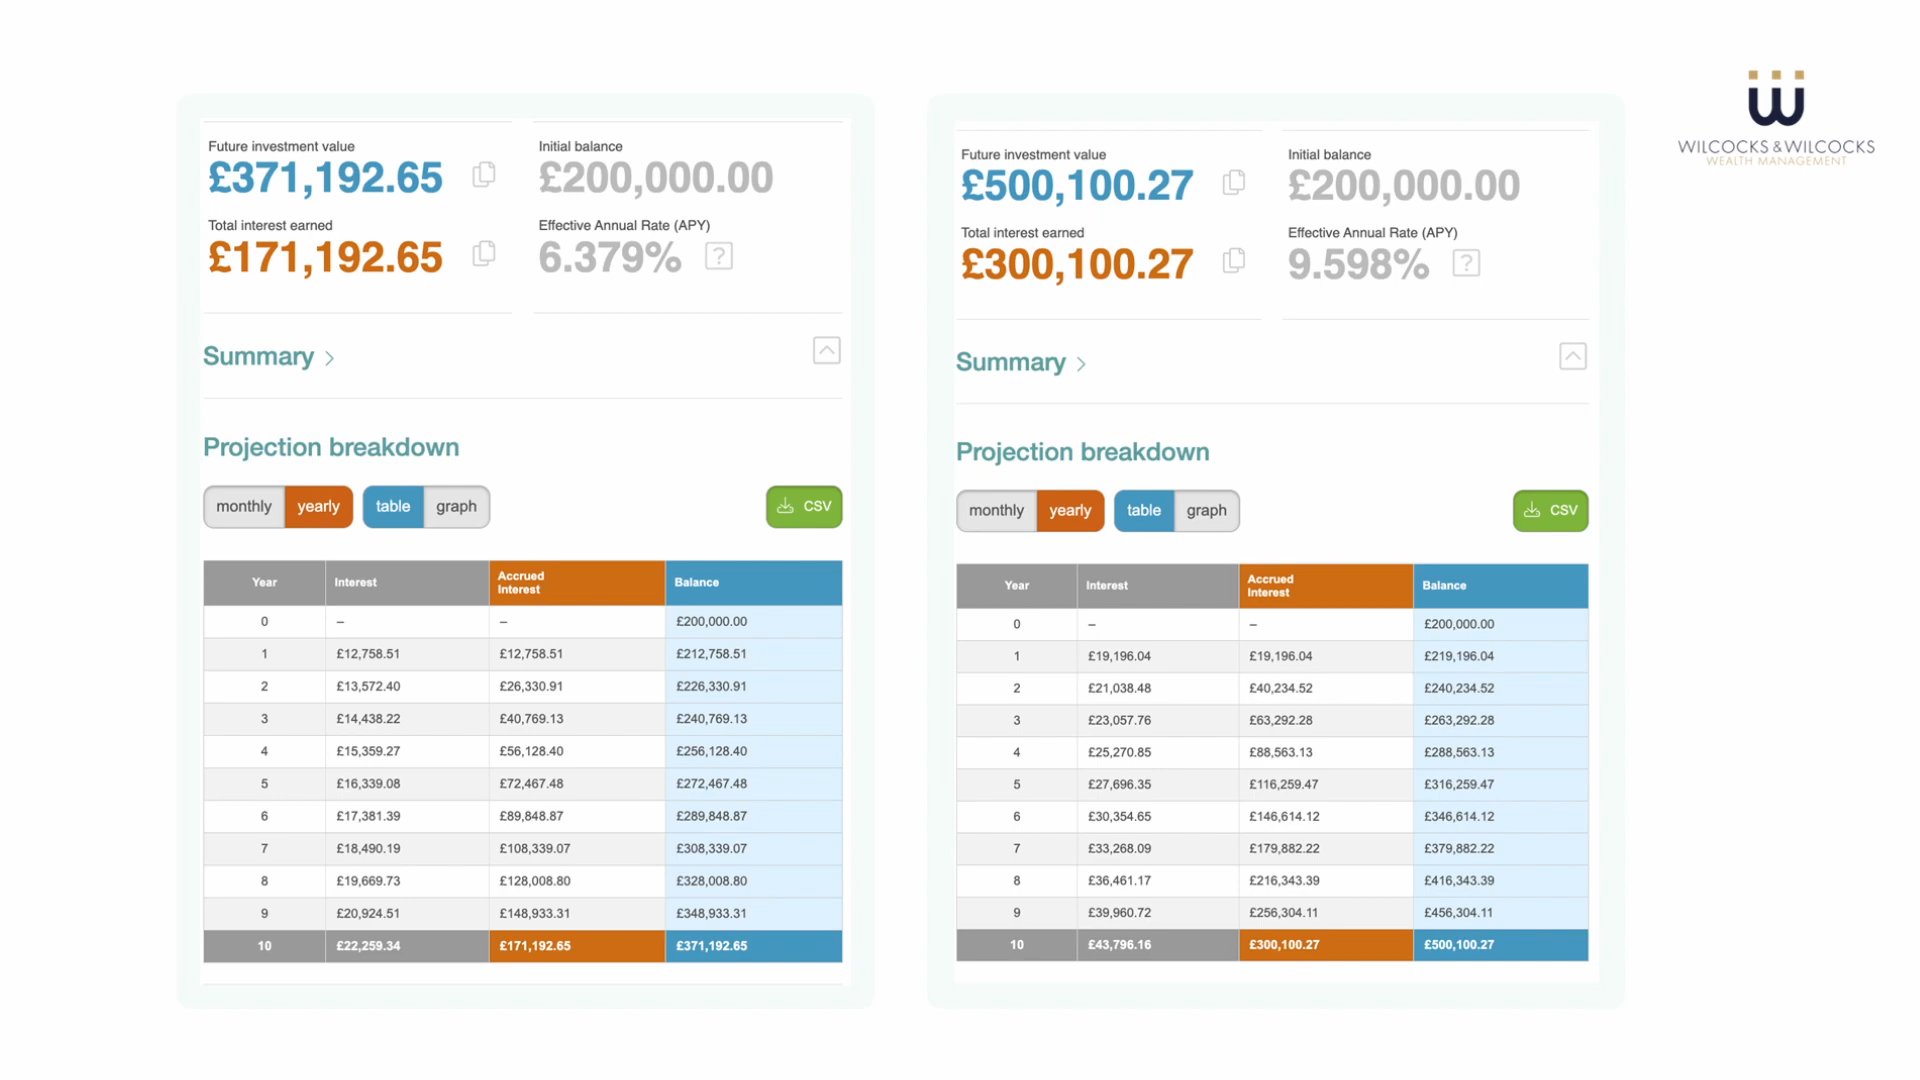 WILCOCKS & WILCOCKS
WEALTH MANAGEMENT
Future investment value
£371,192.65
Initial balance
£200,000.00
Total interest earned
£171,192.65
Effective Annual Rate (APY)
6.379% ?
Summary >
Projection breakdown
monthly yearly table graph CSV
Year Interest Accrued Interest Balance
0 – – £200,000.00
1 £12,758.51 £12,758.51 £212,758.51
2 £13,572.40 £26,330.91 £226,330.91
3 £14,438.22 £40,769.13 £240,769.13
4 £15,359.27 £56,128.40 £256,128.40
5 £16,339.08 £72,467.48 £272,467.48
6 £17,381.39 £89,848.87 £289,848.87
7 £18,490.19 £108,339.07 £308,339.07
8 £19,669.73 £128,008.80 £328,008.80
9 £20,924.51 £148,933.31 £348,933.31
10 £22,259.34 £171,192.65 £371,192.65
Future investment value
£500,100.27
Initial balance
£200,000.00
Total interest earned
£300,100.27
Effective Annual Rate (APY)
9.598% ?
Summary >
Projection breakdown
monthly yearly table graph CSV
Year Interest Accrued Interest Balance
0 – – £200,000.00
1 £19,196.04 £19,196.04 £219,196.04
2 £21,038.48 £40,234.52 £240,234.52
3 £23,057.76 £63,292.28 £263,292.28
4 £25,270.85 £88,563.13 £288,563.13
5 £27,696.35 £116,259.47 £316,259.47
6 £30,354.65 £146,614.12 £346,614.12
7 £33,268.09 £179,882.22 £379,882.22
8 £36,461.17 £216,343.39 £416,343.39
9 £39,960.72 £256,304.11 £456,304.11
10 £43,796.16 £300,100.27 £500,100.27